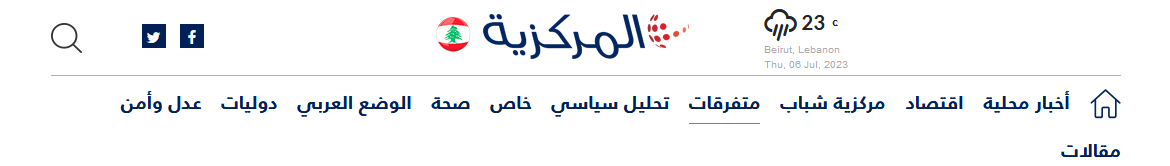 23 c
المركزية
Beirut, Lebanon
Thu, 06 Jul, 2023
أخبار محلية اقتصاد مركزية شباب متفرقات تحليل سياسي خاص صحة الوضع العربي دوليات عدل وأمن
مقالات